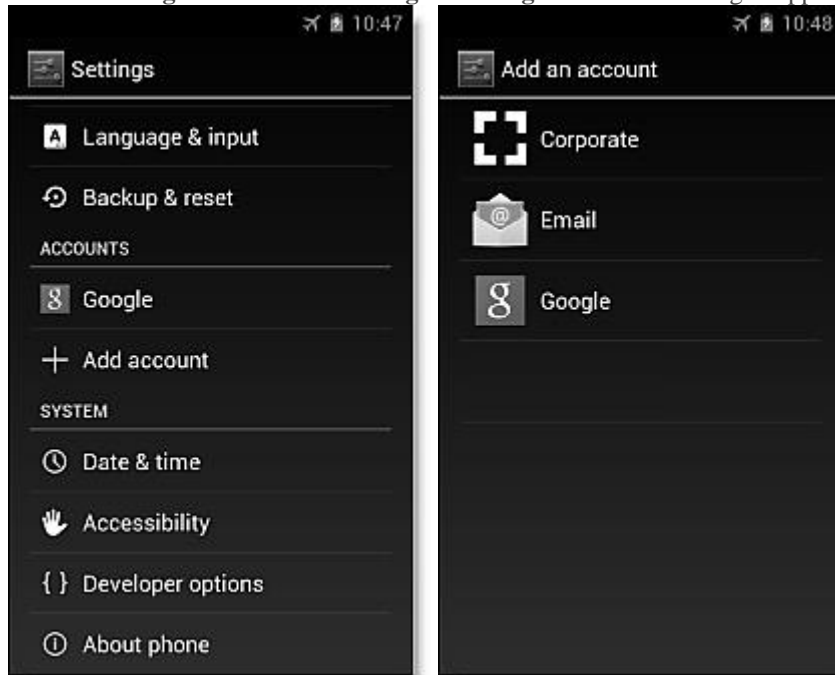 10:47
Settings
Language & input
Backup & reset
ACCOUNTS
Google
Add account
SYSTEM
Date & time
Accessibility
{ } Developer options
About phone
10:48
Add an account
Corporate
Email
Google